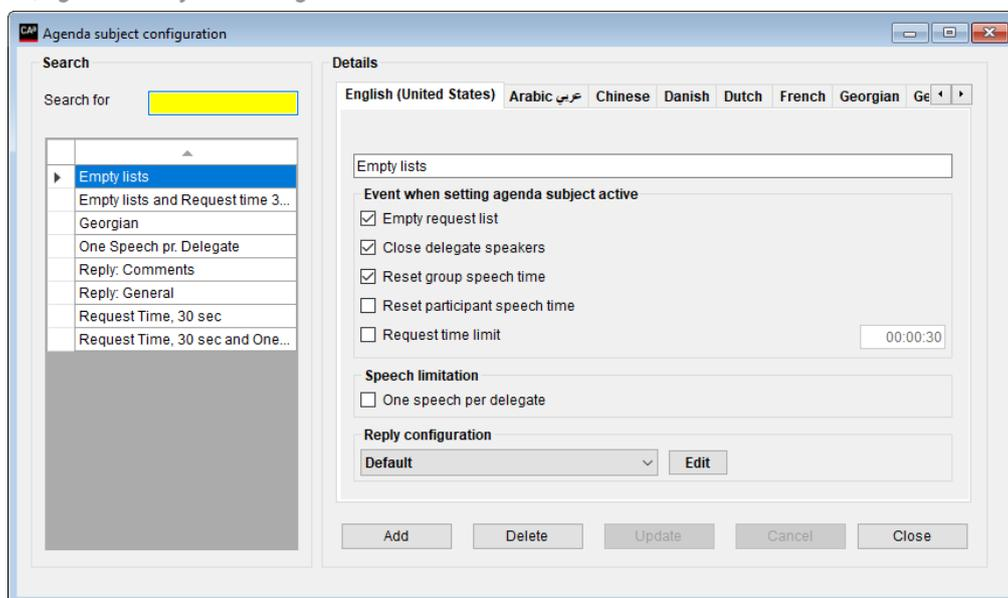 Agenda subject configuration
Search
Search for
Empty lists
Empty lists and Request time 3...
Georgian
One Speech pr. Delegate
Reply: Comments
Reply: General
Request Time, 30 sec
Request Time, 30 sec and One...
Details
English (United States) Arabic عربي Chinese Danish Dutch French Georgian Ge
Empty lists
Event when setting agenda subject active
Empty request list
Close delegate speakers
Reset group speech time
Reset participant speech time
Request time limit 00:00:30
Speech limitation
One speech per delegate
Reply configuration
Default Edit
Add Delete Update Cancel Close